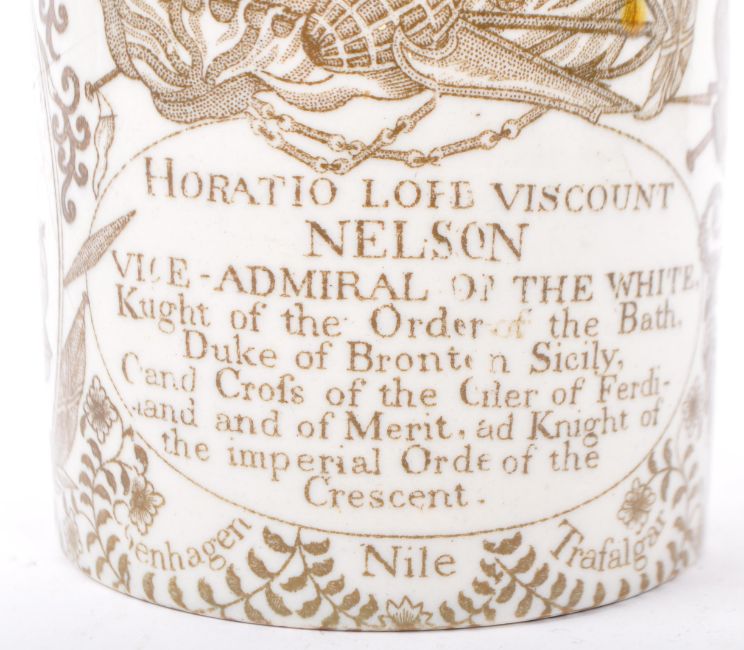 HORATIO LORD VISCOUNT
NELSON
VICE-ADMIRAL OF THE WHITE,
Knight of the Order of the Bath,
Duke of Bronte in Sicily,
Grand Croſs of the Order of Ferdi-
nand and of Merit, and Knight of
the imperial Order of the
Crescent.
Copenhagen Nile Trafalgar